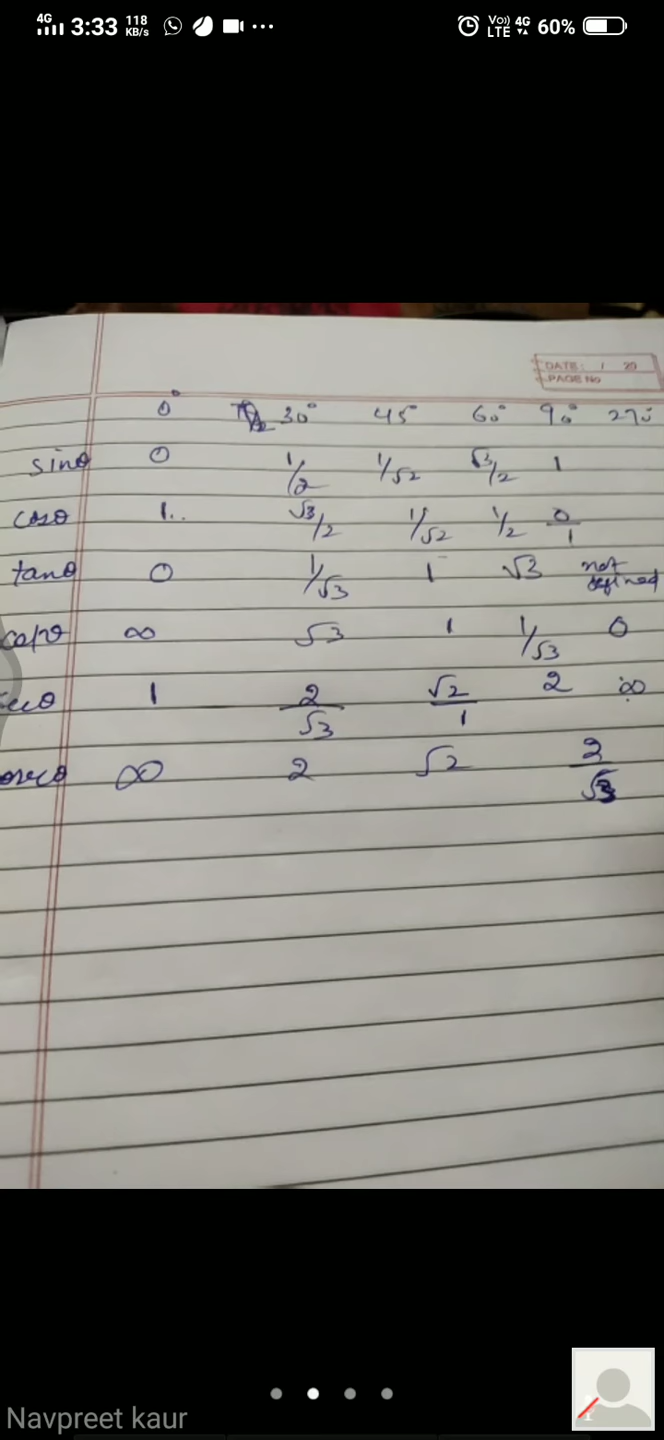 4G 3:33 118 KB/s ... Vo)) LTE 4G 60%
DATE: / 20
PAGE No
0° 30° 45° 60° 90° 270
sinθ 0 1/2 1/√2 √3/2 1
cosθ 1.. √3/2 1/√2 1/2 0/1
tanθ 0 1/√3 1 √3 not defined
∞ √3 1 1/√3 0
1 2/√3 √2/1 2 ∞
∞ 2 √2 2/√3
Navpreet kaur